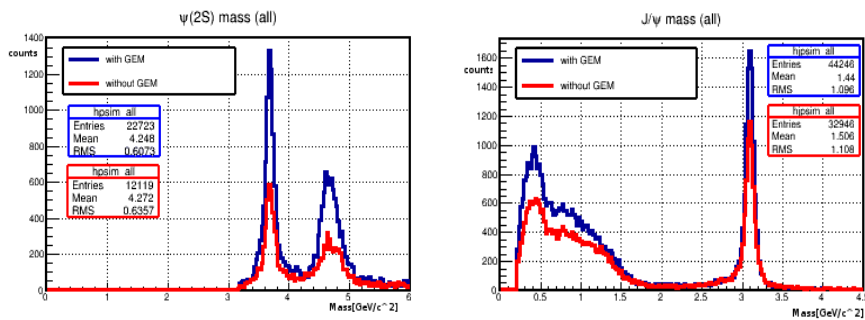 ψ(2S) mass (all)
counts
1400
1200
1000
800
600
400
200
0
with GEM
without GEM
hpsim_all
Entries 22723
Mean 4.248
RMS 0.6073
hpsim_all
Entries 12119
Mean 4.272
RMS 0.6357
0 1 2 3 4 5 6
Mass[GeV/c^2]
J/ψ mass (all)
counts
1600
1400
1200
1000
800
600
400
200
0
with GEM
without GEM
hjpsim_all
Entries 44246
Mean 1.44
RMS 1.096
hjpsim_all
Entries 32946
Mean 1.506
RMS 1.108
0 0.5 1 1.5 2 2.5 3 3.5 4 4.5
Mass[GeV/c^2]